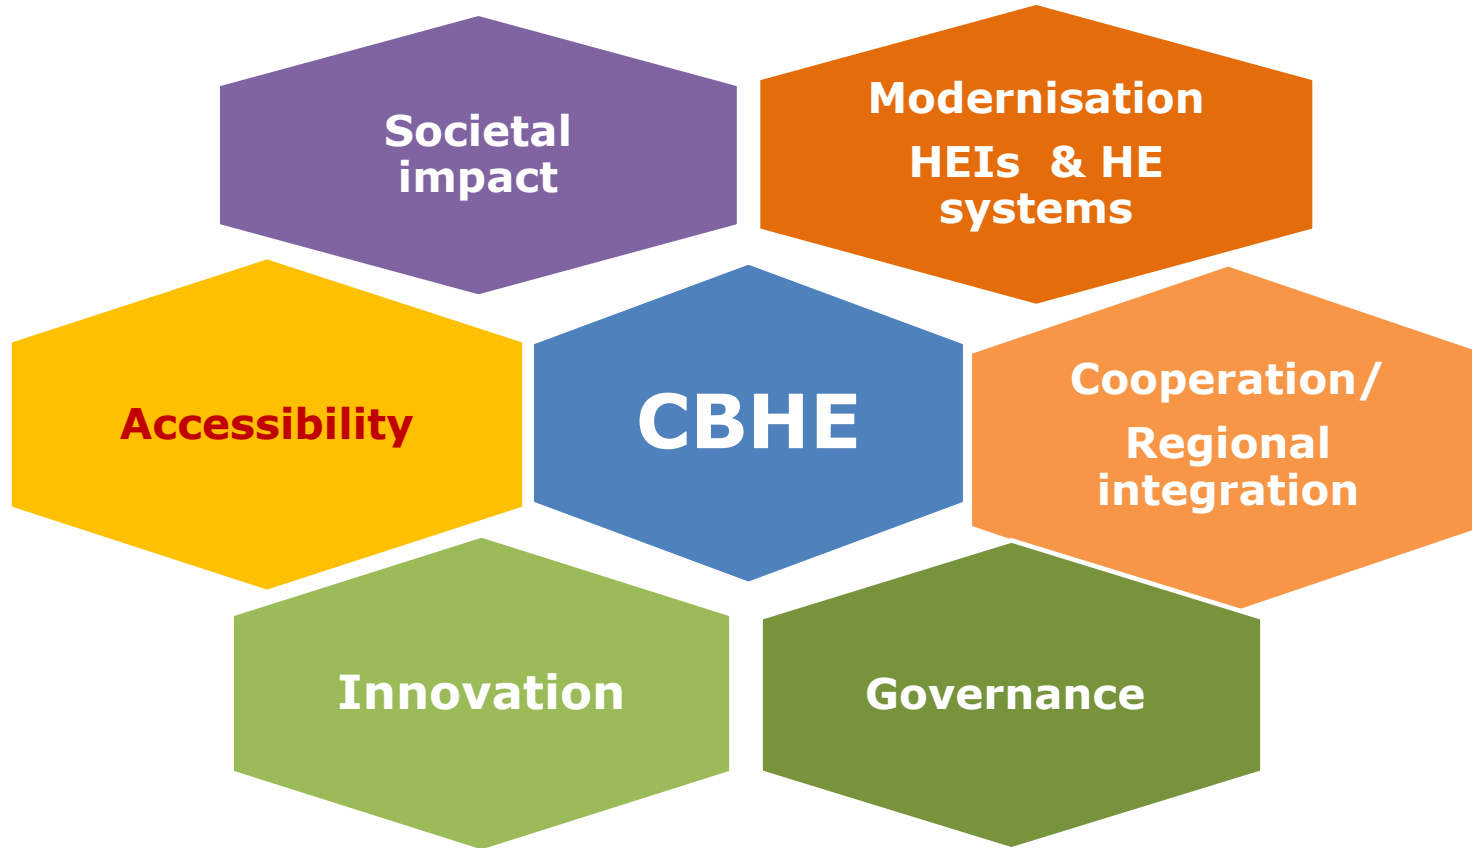 Societal
impact
Modernisation
HEIs & HE
systems
Accessibility
CBHE
Cooperation/
Regional
integration
Innovation
Governance